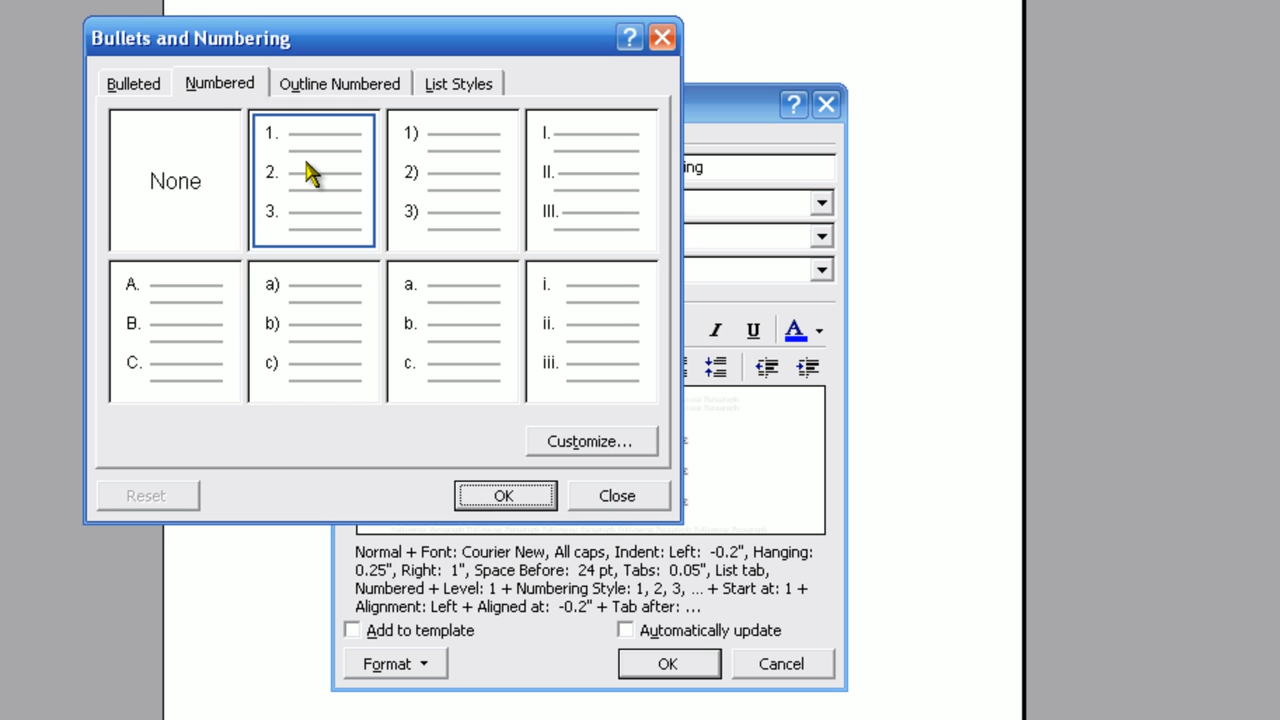 Bullets and Numbering
Bulleted
Numbered
Outline Numbered
List Styles
None
1.
2.
3.
1)
2)
3)
I.
II.
III.
A.
B.
C.
a)
b)
c)
a.
b.
c.
i.
ii.
iii.
Customize...
Reset
OK
Close
ing
I U A
Normal + Font: Courier New, All caps, Indent: Left: -0.2", Hanging:
0.25", Right: 1", Space Before: 24 pt, Tabs: 0.05", List tab,
Numbered + Level: 1 + Numbering Style: 1, 2, 3, ... + Start at: 1 +
Alignment: Left + Aligned at: -0.2" + Tab after: ...
Add to template
Automatically update
Format
OK
Cancel